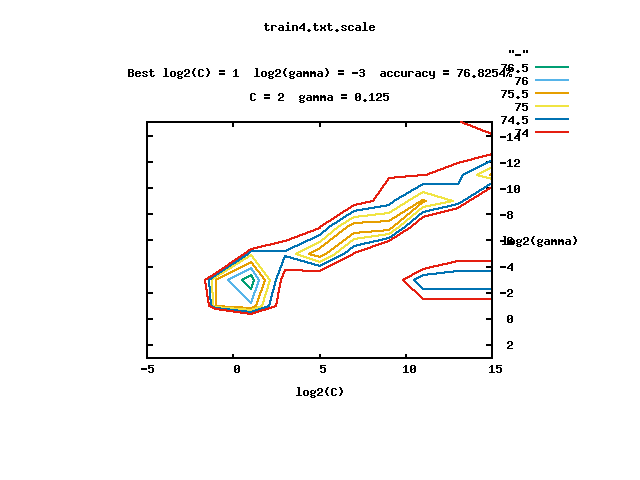 train4.txt.scale
"-"
Best log2(C) = 1 log2(gamma) = -3 accuracy = 76.8254%
76.5
76
C = 2 gamma = 0.125
75.5
75
74.5
74
-14
-12
-10
-8
-6
log2(gamma)
-4
-2
0
2
-5 0 5 10 15
log2(C)